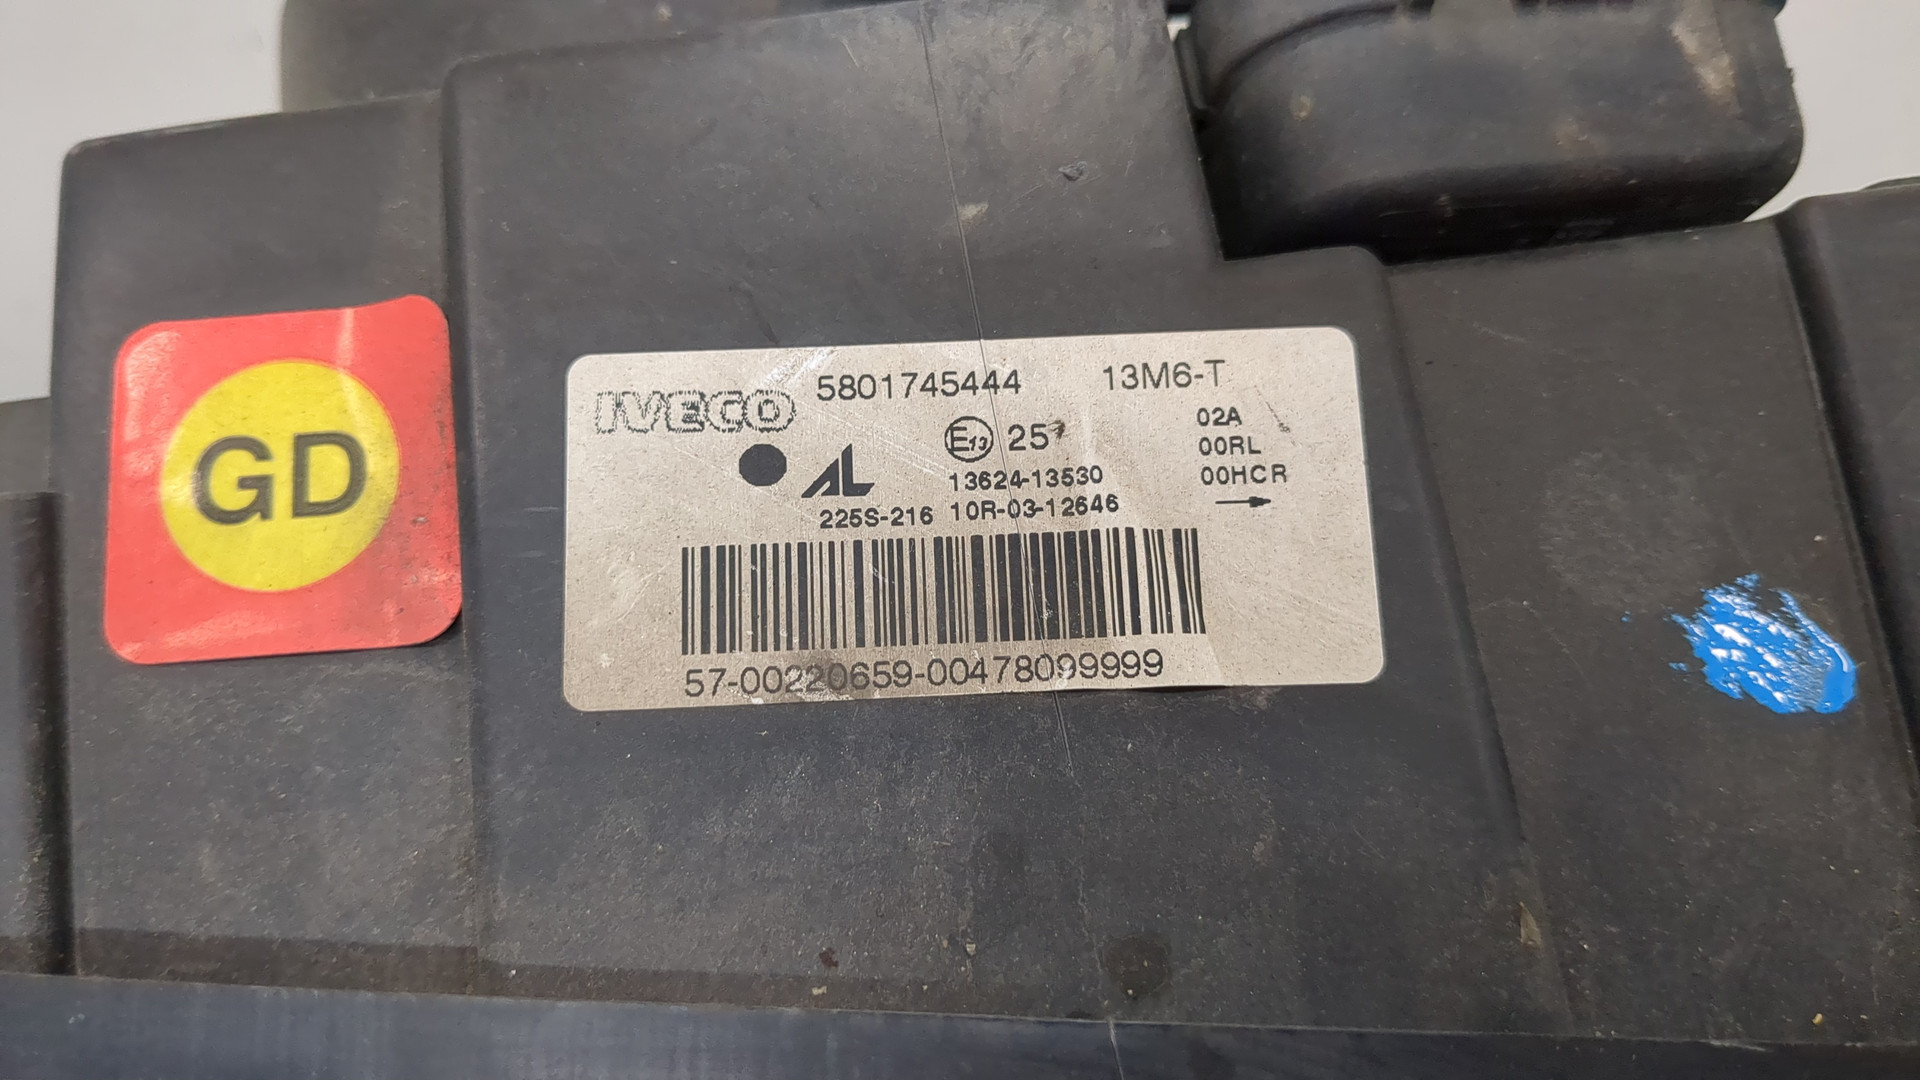 GD
IVECO 5801745444 13M6-T
E13 25 02A
00RL
AL 13624-13530 00HCR
225S-216 10R-03-12646
57-00220659-00478099999